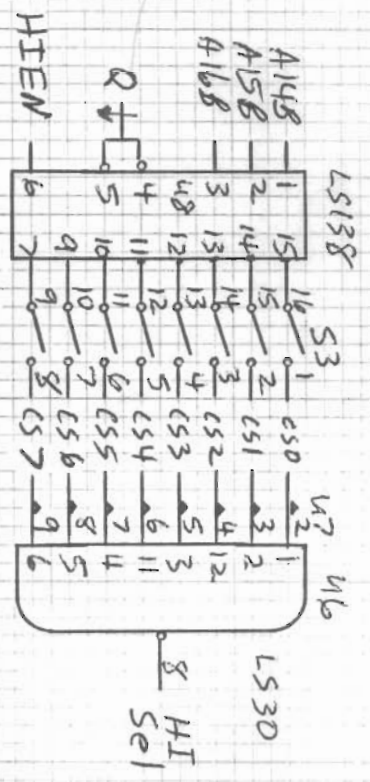 LS138 S3 U7 U6 LS30
A14B 1 15 16 1 CS0 2 1
A15B 2 14 15 2 CS1 3 2
A16B 3 13 14 3 CS2 4 12
U8 12 13 4 CS3 5 3
Q 4 11 12 5 CS4 6 11
8 HI
Sel
5 10 11 6 CS5 7 4
9 10 7 CS6 8 5
HIEN 6 7 9 8 CS7 9 6